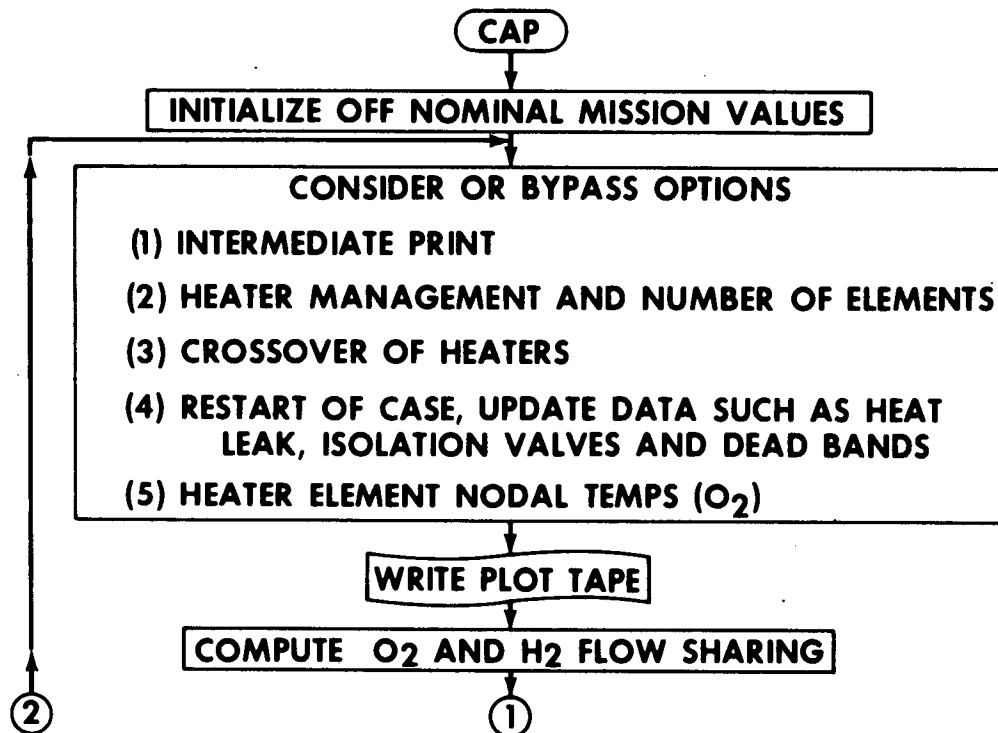 CAP
INITIALIZE OFF NOMINAL MISSION VALUES
CONSIDER OR BYPASS OPTIONS
(1) INTERMEDIATE PRINT
(2) HEATER MANAGEMENT AND NUMBER OF ELEMENTS
(3) CROSSOVER OF HEATERS
(4) RESTART OF CASE, UPDATE DATA SUCH AS HEAT
LEAK, ISOLATION VALVES AND DEAD BANDS
(5) HEATER ELEMENT NODAL TEMPS (O2)
WRITE PLOT TAPE
COMPUTE O2 AND H2 FLOW SHARING
2
1